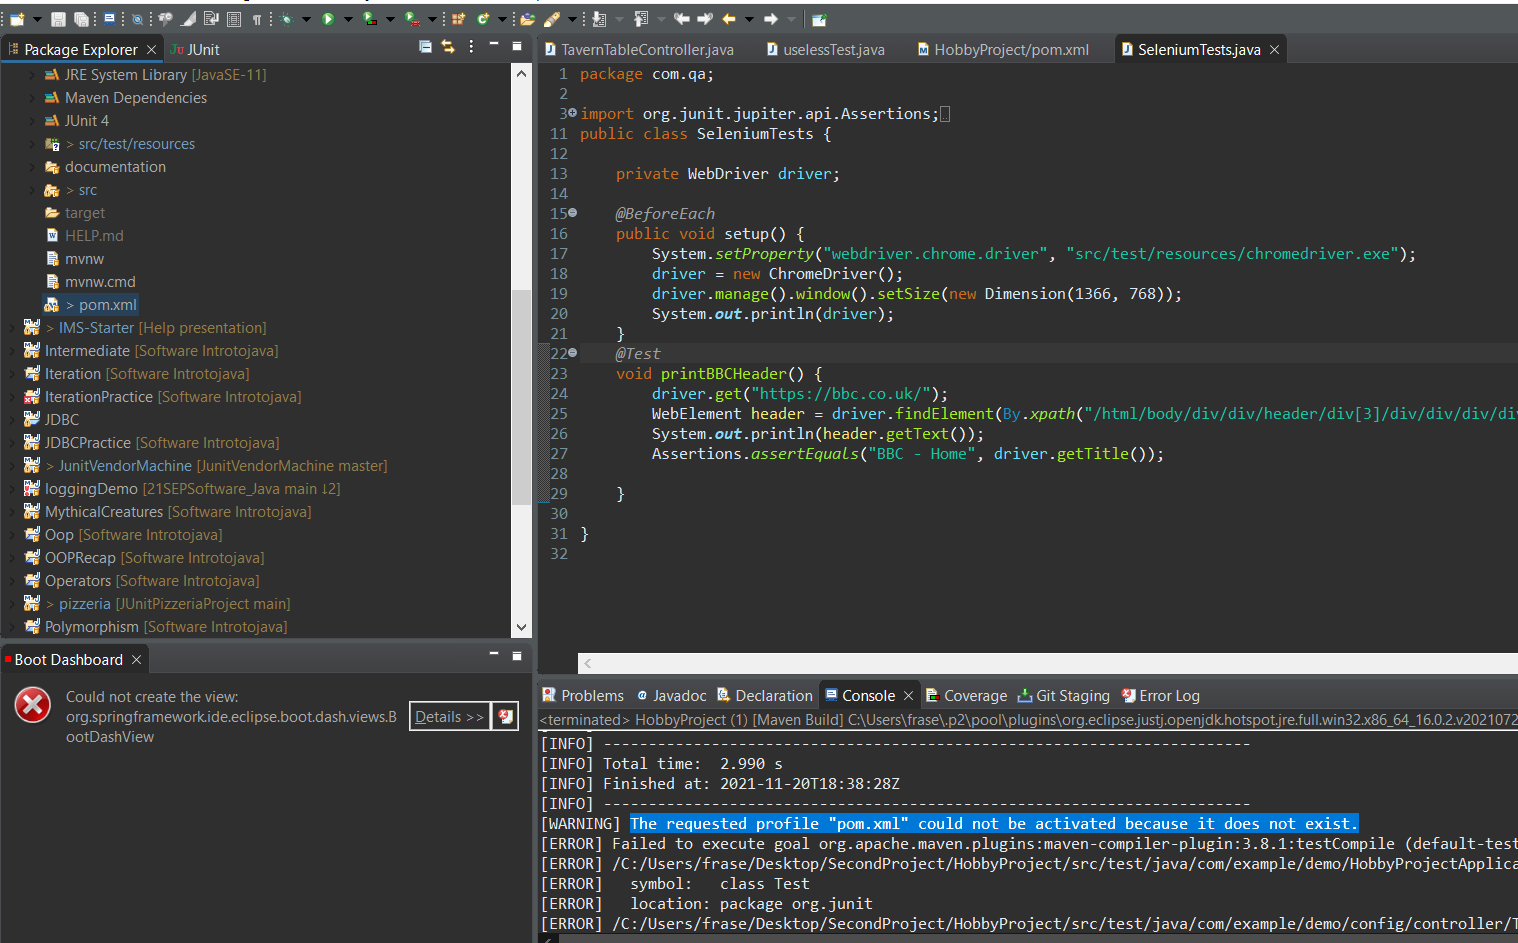 Package Explorer
JUnit
JRE System Library [JavaSE-11]
Maven Dependencies
JUnit 4
> src/test/resources
documentation
> src
target
HELP.md
mvnw
mvnw.cmd
> pom.xml
> IMS-Starter [Help presentation]
Intermediate [Software Introtojava]
Iteration [Software Introtojava]
IterationPractice [Software Introtojava]
JDBC
JDBCPractice [Software Introtojava]
> JunitVendorMachine [JunitVendorMachine master]
loggingDemo [21SEPSoftware_Java main ↓2]
MythicalCreatures [Software Introtojava]
Oop [Software Introtojava]
OOPRecap [Software Introtojava]
Operators [Software Introtojava]
> pizzeria [JUnitPizzeriaProject main]
Polymorphism [Software Introtojava]
Boot Dashboard
Could not create the view:
org.springframework.ide.eclipse.boot.dash.views.B
ootDashView
Details >>
TavernTableController.java
uselessTest.java
HobbyProject/pom.xml
SeleniumTests.java
1 package com.qa;
2
3 import org.junit.jupiter.api.Assertions;
11 public class SeleniumTests {
12
13 private WebDriver driver;
14
15 @BeforeEach
16 public void setup() {
17 System.setProperty("webdriver.chrome.driver", "src/test/resources/chromedriver.exe");
18 driver = new ChromeDriver();
19 driver.manage().window().setSize(new Dimension(1366, 768));
20 System.out.println(driver);
21 }
22 @Test
23 void printBBCHeader() {
24 driver.get("https://bbc.co.uk/");
25 WebElement header = driver.findElement(By.xpath("/html/body/div/div/header/div[3]/div/div/div/di
26 System.out.println(header.getText());
27 Assertions.assertEquals("BBC - Home", driver.getTitle());
28
29 }
30
31 }
32
Problems
Javadoc
Declaration
Console
Coverage
Git Staging
Error Log
<terminated> HobbyProject (1) [Maven Build] C:\Users\frase\.p2\pool\plugins\org.eclipse.justj.openjdk.hotspot.jre.full.win32.x86_64_16.0.2.v2021072
[INFO] ------------------------------------------------------------------------
[INFO] Total time:  2.990 s
[INFO] Finished at: 2021-11-20T18:38:28Z
[INFO] ------------------------------------------------------------------------
[WARNING] The requested profile "pom.xml" could not be activated because it does not exist.
[ERROR] Failed to execute goal org.apache.maven.plugins:maven-compiler-plugin:3.8.1:testCompile (default-test
[ERROR] /C:/Users/frase/Desktop/SecondProject/HobbyProject/src/test/java/com/example/demo/HobbyProjectApplica
[ERROR] symbol: class Test
[ERROR] location: package org.junit
[ERROR] /C:/Users/frase/Desktop/SecondProject/HobbyProject/src/test/java/com/example/demo/config/controller/T